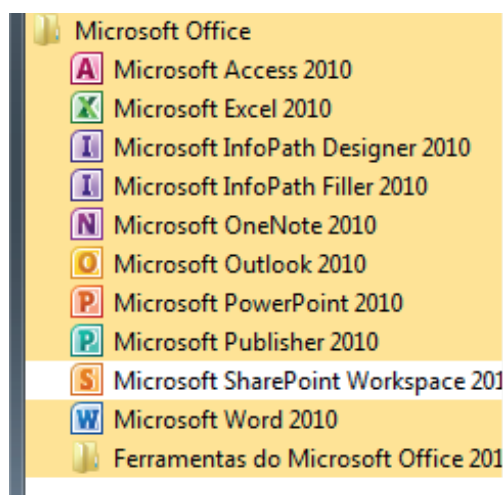 Microsoft Office
Microsoft Access 2010
Microsoft Excel 2010
Microsoft InfoPath Designer 2010
Microsoft InfoPath Filler 2010
Microsoft OneNote 2010
Microsoft Outlook 2010
Microsoft PowerPoint 2010
Microsoft Publisher 2010
Microsoft SharePoint Workspace 201
Microsoft Word 2010
Ferramentas do Microsoft Office 201